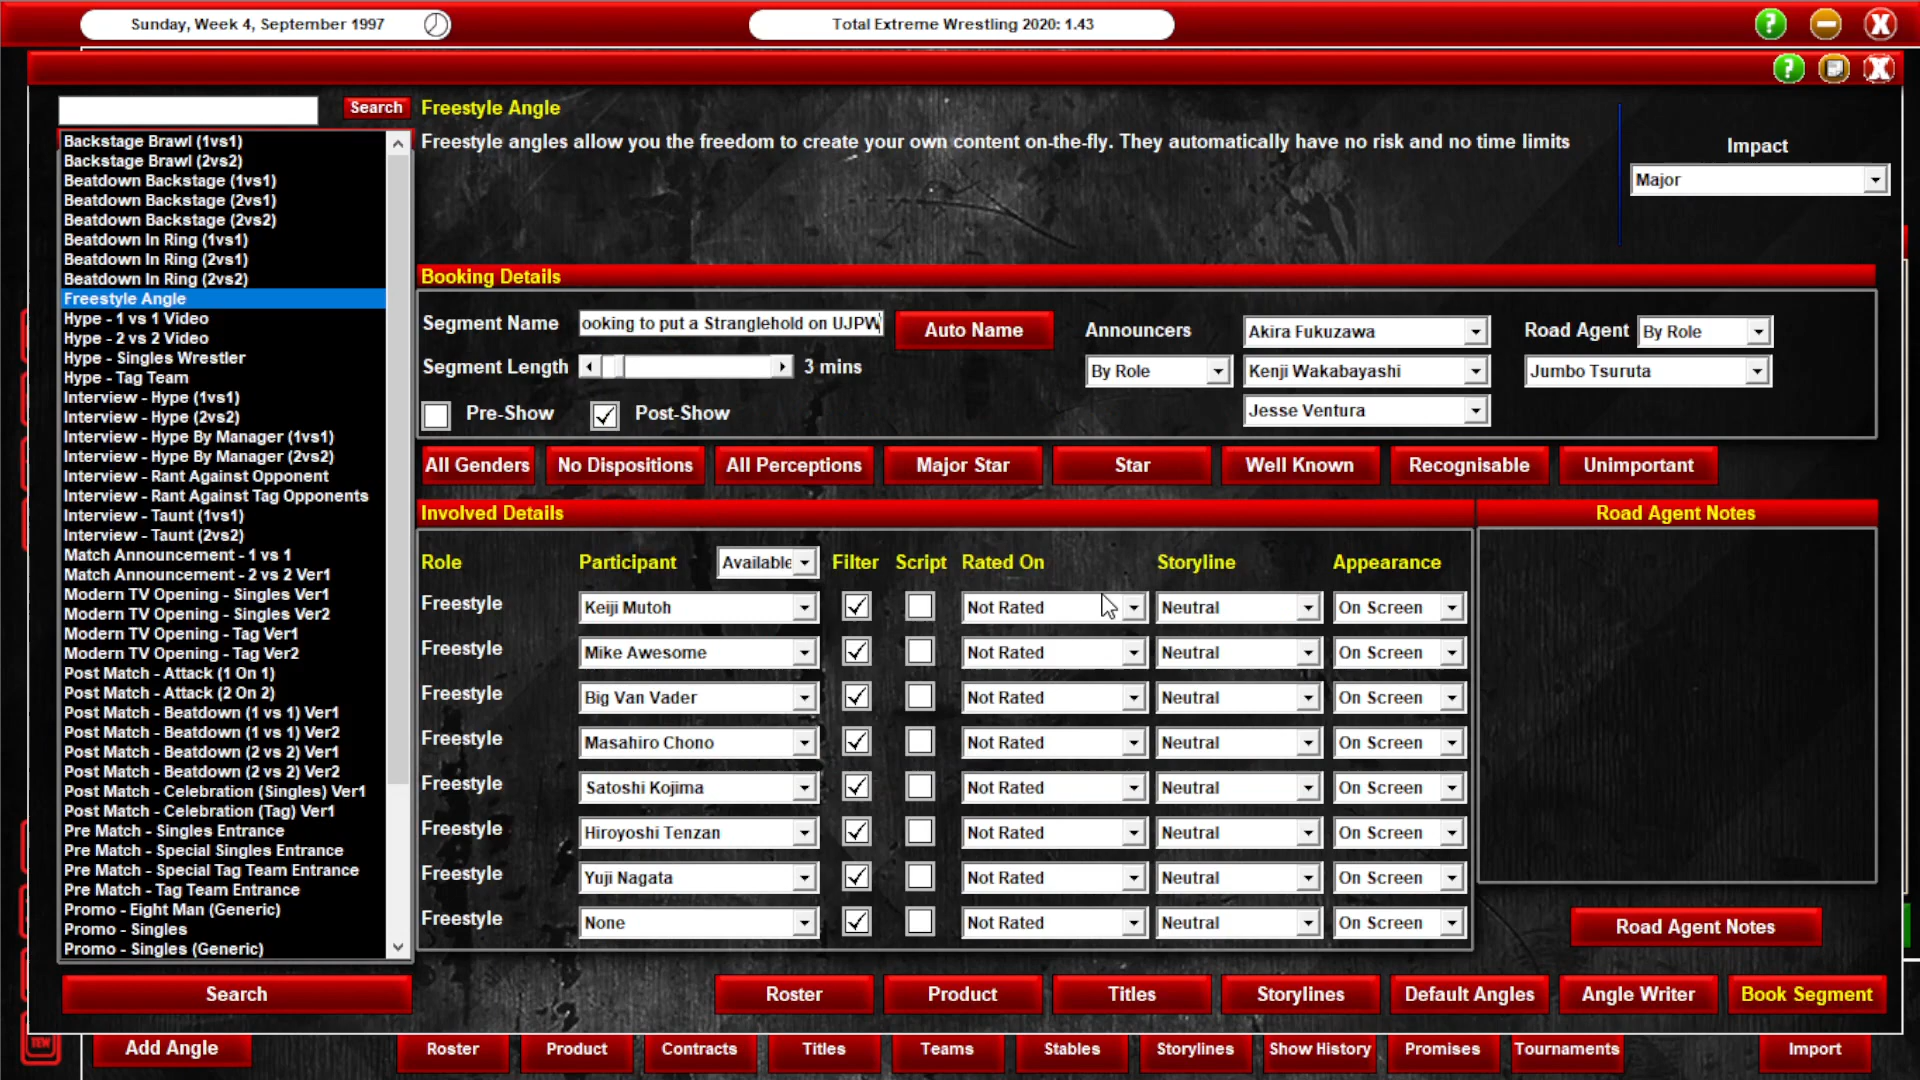 Sunday, Week 4, September 1997
Total Extreme Wrestling 2020: 1.43
Search
Freestyle Angle
Freestyle angles allow you the freedom to create your own content on-the-fly. They automatically have no risk and no time limits
Impact
Major
Backstage Brawl (1vs1)
Backstage Brawl (2vs2)
Beatdown Backstage (1vs1)
Beatdown Backstage (2vs1)
Beatdown Backstage (2vs2)
Beatdown In Ring (1vs1)
Beatdown In Ring (2vs1)
Beatdown In Ring (2vs2)
Freestyle Angle
Hype - 1 vs 1 Video
Hype - 2 vs 2 Video
Hype - Singles Wrestler
Hype - Tag Team
Interview - Hype (1vs1)
Interview - Hype (2vs2)
Interview - Hype By Manager (1vs1)
Interview - Hype By Manager (2vs2)
Interview - Rant Against Opponent
Interview - Rant Against Tag Opponents
Interview - Taunt (1vs1)
Interview - Taunt (2vs2)
Match Announcement - 1 vs 1
Match Announcement - 2 vs 2 Ver1
Modern TV Opening - Singles Ver1
Modern TV Opening - Singles Ver2
Modern TV Opening - Tag Ver1
Modern TV Opening - Tag Ver2
Post Match - Attack (1 On 1)
Post Match - Attack (2 On 2)
Post Match - Beatdown (1 vs 1) Ver1
Post Match - Beatdown (1 vs 1) Ver2
Post Match - Beatdown (2 vs 2) Ver1
Post Match - Beatdown (2 vs 2) Ver2
Post Match - Celebration (Singles) Ver1
Post Match - Celebration (Tag) Ver1
Pre Match - Singles Entrance
Pre Match - Special Singles Entrance
Pre Match - Special Tag Team Entrance
Pre Match - Tag Team Entrance
Promo - Eight Man (Generic)
Promo - Singles
Promo - Singles (Generic)
Search
Booking Details
Segment Name ooking to put a Stranglehold on UJPW Auto Name
Announcers Akira Fukuzawa
Road Agent By Role
Segment Length 3 mins
By Role Kenji Wakabayashi
Jumbo Tsuruta
Pre-Show Post-Show
Jesse Ventura
All Genders No Dispositions All Perceptions Major Star Star Well Known Recognisable Unimportant
Involved Details
Road Agent Notes
Role Participant Available Filter Script Rated On Storyline Appearance
Freestyle Keiji Mutoh Not Rated Neutral On Screen
Freestyle Mike Awesome Not Rated Neutral On Screen
Freestyle Big Van Vader Not Rated Neutral On Screen
Freestyle Masahiro Chono Not Rated Neutral On Screen
Freestyle Satoshi Kojima Not Rated Neutral On Screen
Freestyle Hiroyoshi Tenzan Not Rated Neutral On Screen
Freestyle Yuji Nagata Not Rated Neutral On Screen
Freestyle None Not Rated Neutral On Screen
Road Agent Notes
Roster Product Titles Storylines Default Angles Angle Writer Book Segment
TEW
Add Angle Roster Product Contracts Titles Teams Stables Storylines Show History Promises Tournaments Import